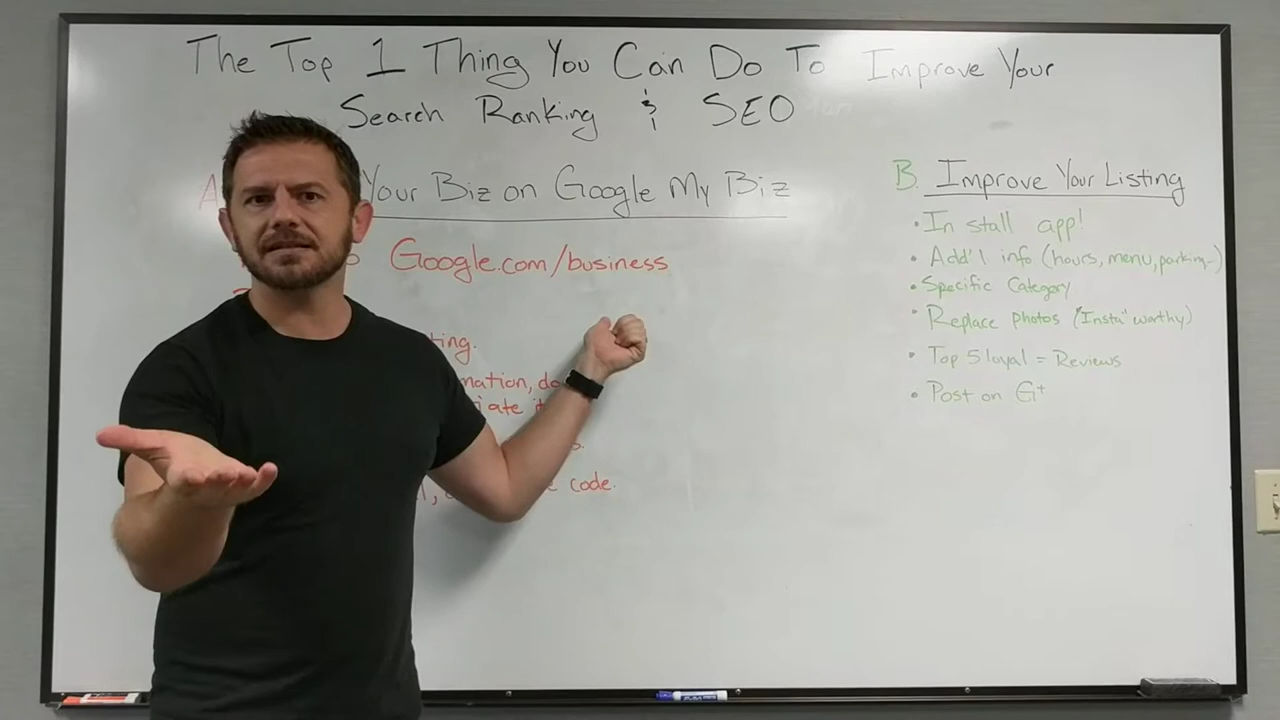 The Top 1 Thing You Can Do To Improve Your
Search Ranking & SEO
A Your Biz on Google My Biz
Google.com/business
ting.
mation, do
iate it
code.
B. Improve Your Listing
• In stall app!
• Add'l info (hours, menu, parking-)
• Specific Category
• Replace photos ("Insta" worthy)
• Top 5 loyal = Reviews
• Post on G+